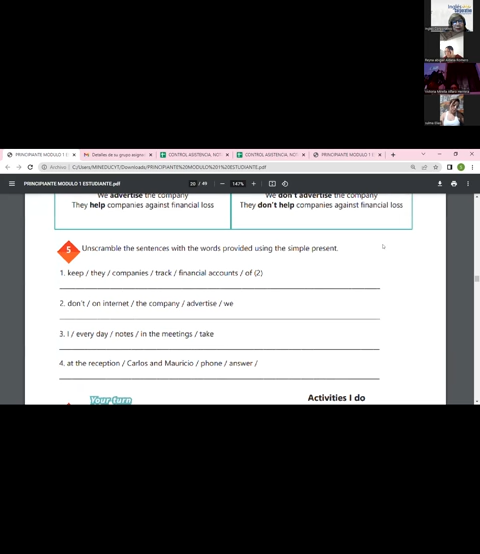 Inglés
Corporativo
PRINCIPIANTE MODULO 1 E
Detalles de su grupo asignad
CONTROL ASISTENCIA, NOT
CONTROL ASISTENCIA, NOT
PRINCIPIANTE MODULO 1 E
Archivo
C:/Users/MINEDUCYT/Downloads/PRINCIPIANTE%20MODULO%201%20ESTUDIANTE.pdf
PRINCIPIANTE MODULO 1 ESTUDIANTE.pdf
20 / 49
147%
We advertise the company
We don't advertise the company
They help companies against financial loss
They don't help companies against financial loss
5 Unscramble the sentences with the words provided using the simple present.
1. keep / they / companies / track / financial accounts / of (2)
2. don't / on internet / the company / advertise / we
3. I / every day / notes / in the meetings / take
4. at the reception / Carlos and Mauricio / phone / answer /
Your turn
Activities I do